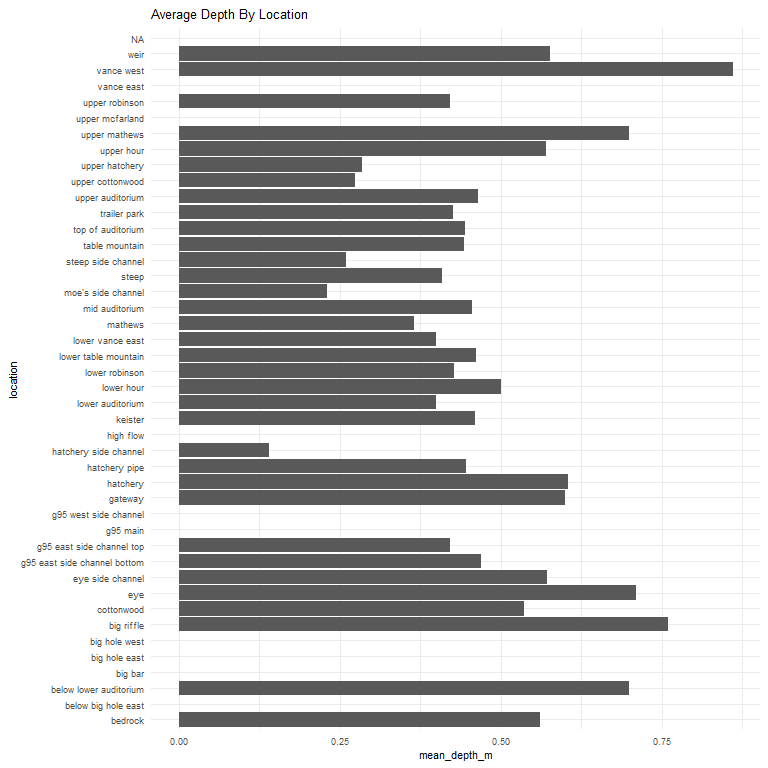 Average Depth By Location
NA
weir
vance west
vance east
upper robinson
upper mcfarland
upper mathews
upper hour
upper hatchery
upper cottonwood
upper auditorium
trailer park
top of auditorium
table mountain
steep side channel
steep
moe's side channel
mid auditorium
mathews
lower vance east
lower table mountain
lower robinson
lower hour
lower auditorium
keister
high flow
hatchery side channel
hatchery pipe
hatchery
gateway
g95 west side channel
g95 main
g95 east side channel top
g95 east side channel bottom
eye side channel
eye
cottonwood
big riffle
big hole west
big hole east
big bar
below lower auditorium
below big hole east
bedrock
location
0.00 0.25 0.50 0.75
mean_depth_m